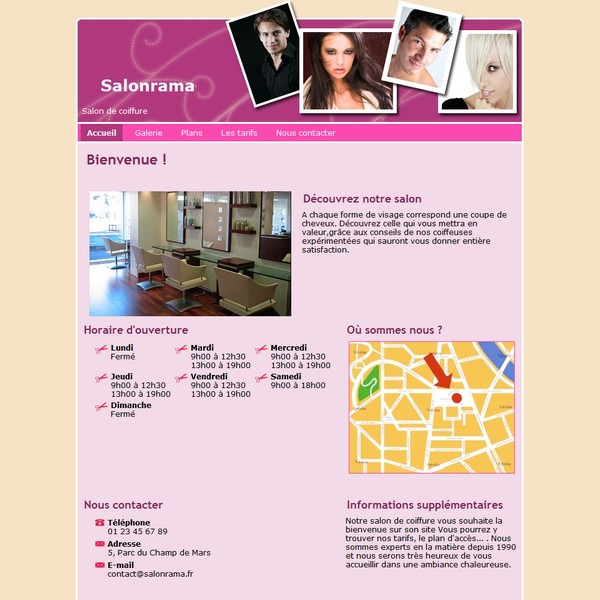 Salonrama
Salon de coiffure
Accueil Galerie Plans Les tarifs Nous contacter
Bienvenue !
Découvrez notre salon
A chaque forme de visage correspond une coupe de
cheveux. Découvrez celle qui vous mettra en
valeur,grâce aux conseils de nos coiffeuses
expérimentées qui sauront vous donner entière
satisfaction.
Horaire d'ouverture
Lundi
Fermé
Mardi
9h00 à 12h30
13h00 à 19h00
Mercredi
9h00 à 12h30
13h00 à 19h00
Jeudi
9h00 à 12h30
13h00 à 19h00
Vendredi
9h00 à 12h30
13h00 à 19h00
Samedi
9h00 à 18h00
Dimanche
Fermé
Où sommes nous ?
Nous contacter
Téléphone
01 23 45 67 89
Adresse
5, Parc du Champ de Mars
E-mail
contact@salonrama.fr
Informations supplémentaires
Notre salon de coiffure vous souhaite la
bienvenue sur son site Vous pourrez y
trouver nos tarifs, le plan d'accès... . Nous
sommes experts en la matière depuis 1990
et nous serons très heureux de vous
accueillir dans une ambiance chaleureuse.